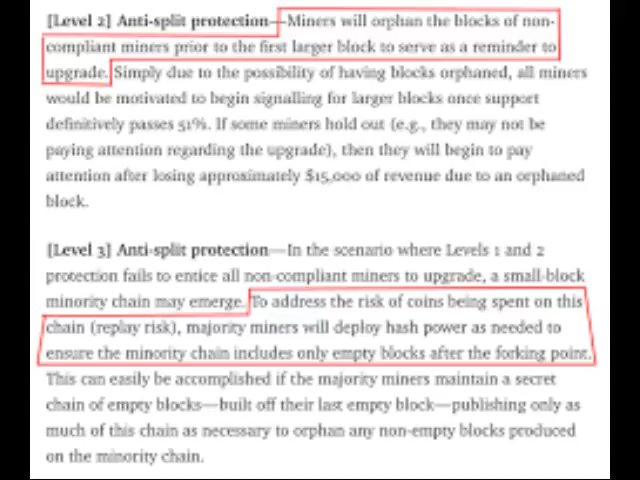 [Level 2] Anti-split protection—Miners will orphan the blocks of non-
compliant miners prior to the first larger block to serve as a reminder to
upgrade. Simply due to the possibility of having blocks orphaned, all miners
would be motivated to begin signalling for larger blocks once support
definitively passes 51%. If some miners hold out (e.g., they may not be
paying attention regarding the upgrade), then they will begin to pay
attention after losing approximately $15,000 of revenue due to an orphaned
block.
[Level 3] Anti-split protection—In the scenario where Levels 1 and 2
protection fails to entice all non-compliant miners to upgrade, a small-block
minority chain may emerge. To address the risk of coins being spent on this
chain (replay risk), majority miners will deploy hash power as needed to
ensure the minority chain includes only empty blocks after the forking point.
This can easily be accomplished if the majority miners maintain a secret
chain of empty blocks—built off their last empty block—publishing only as
much of this chain as necessary to orphan any non-empty blocks produced
on the minority chain.